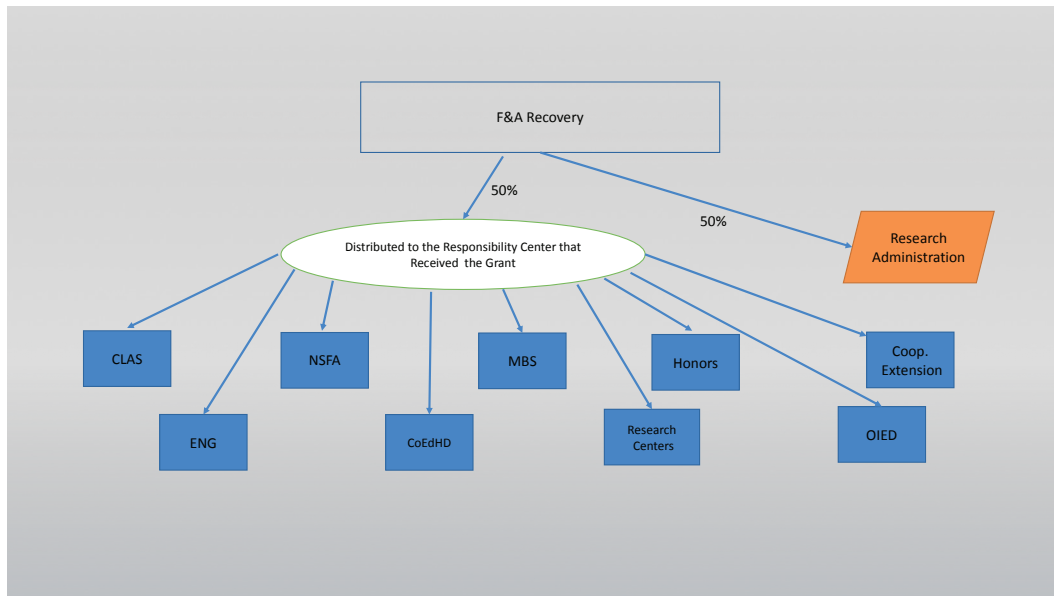 F&A Recovery
50%
50%
Distributed to the Responsibility Center that
Received the Grant
Research
Administration
CLAS
NSFA
MBS
Honors
Coop.
Extension
ENG
CoEdHD
Research
Centers
OIED